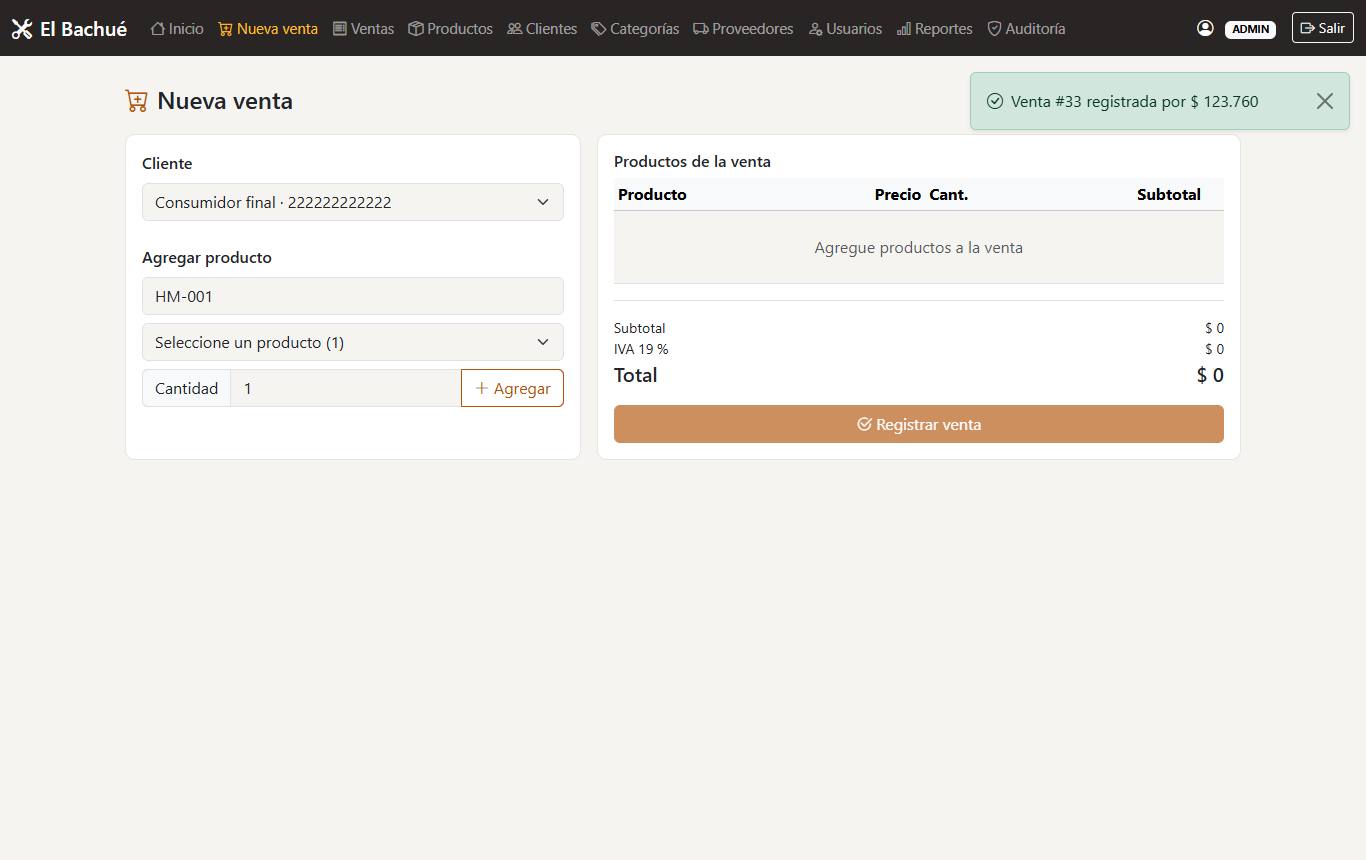 El Bachué Inicio Nueva venta Ventas Productos Clientes Categorías Proveedores Usuarios Reportes Auditoría ADMIN Salir
Nueva venta
Venta #33 registrada por $ 123.760
Cliente
Consumidor final · 222222222222
Agregar producto
HM-001
Seleccione un producto (1)
Cantidad 1 Agregar
Productos de la venta
Producto Precio Cant. Subtotal
Agregue productos a la venta
Subtotal $ 0
IVA 19 % $ 0
Total $ 0
Registrar venta